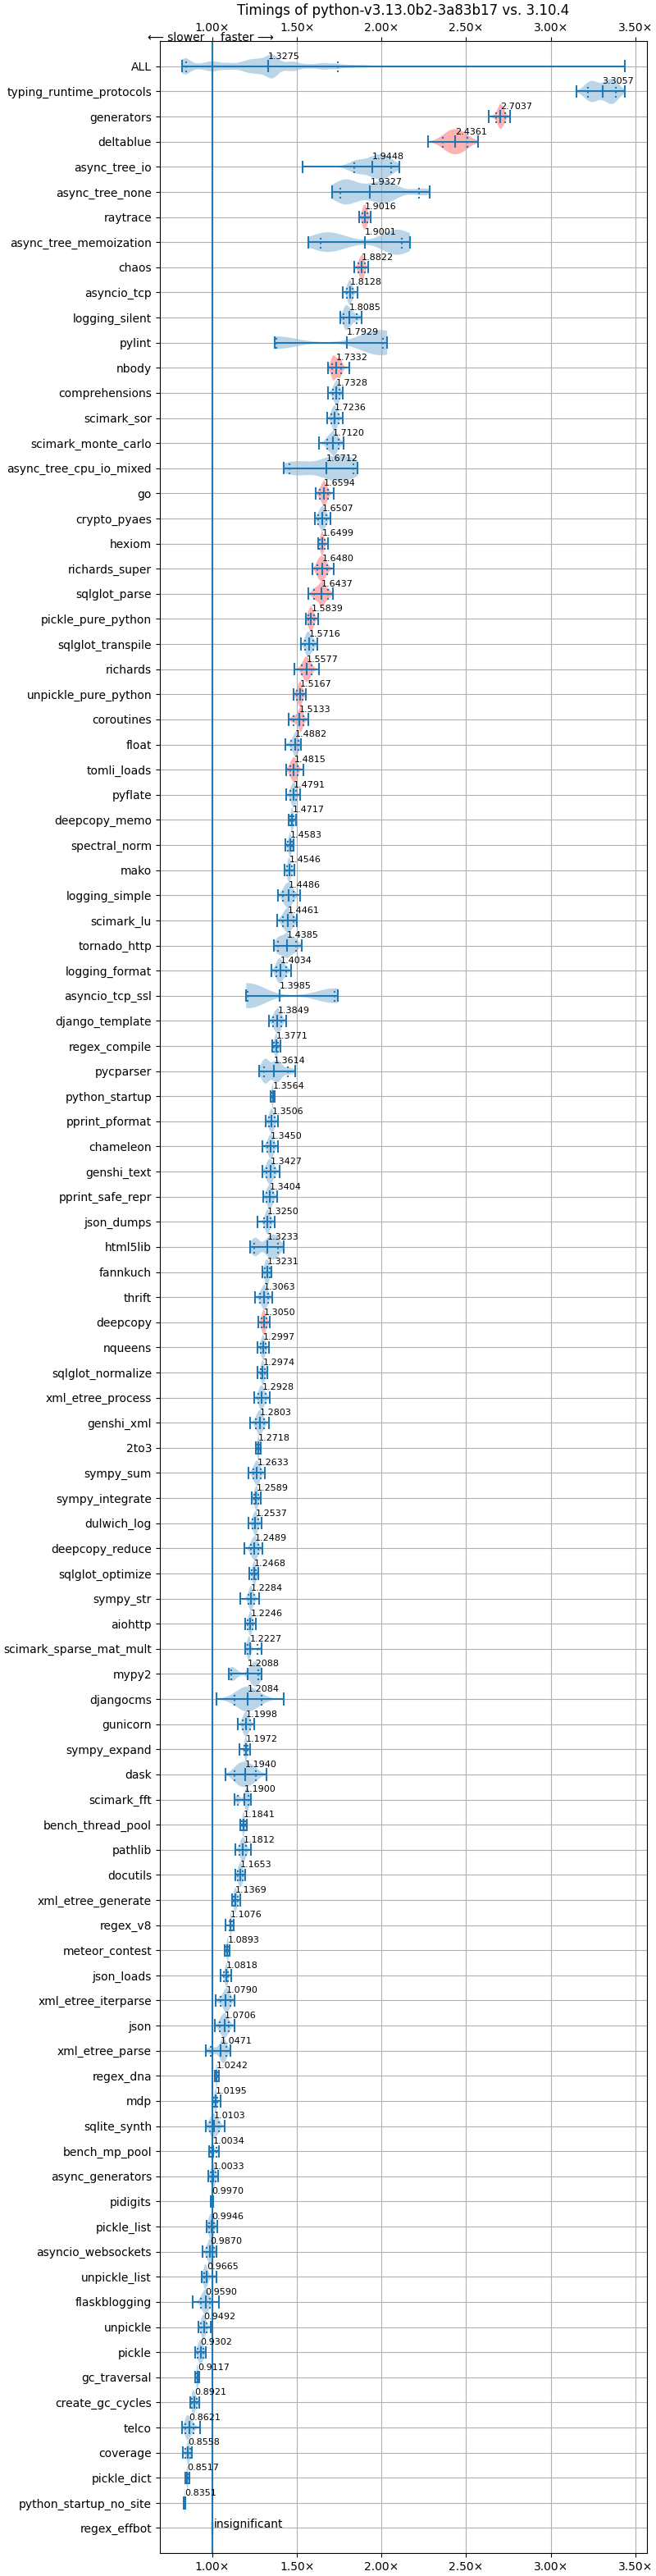 Timings of python-v3.13.0b2-3a83b17 vs. 3.10.4
1.00× 1.50× 2.00× 2.50× 3.00× 3.50×
⟵ slower faster ⟶
ALL 1.3275
typing_runtime_protocols 3.3057
generators 2.7037
deltablue 2.4361
async_tree_io 1.9448
async_tree_none 1.9327
raytrace 1.9016
async_tree_memoization 1.9001
chaos 1.8822
asyncio_tcp 1.8128
logging_silent 1.8085
pylint 1.7929
nbody 1.7332
comprehensions 1.7328
scimark_sor 1.7236
scimark_monte_carlo 1.7120
async_tree_cpu_io_mixed 1.6712
go 1.6594
crypto_pyaes 1.6507
hexiom 1.6499
richards_super 1.6480
sqlglot_parse 1.6437
pickle_pure_python 1.5839
sqlglot_transpile 1.5716
richards 1.5577
unpickle_pure_python 1.5167
coroutines 1.5133
float 1.4882
tomli_loads 1.4815
pyflate 1.4791
deepcopy_memo 1.4717
spectral_norm 1.4583
mako 1.4546
logging_simple 1.4486
scimark_lu 1.4461
tornado_http 1.4385
logging_format 1.4034
asyncio_tcp_ssl 1.3985
django_template 1.3849
regex_compile 1.3771
pycparser 1.3614
python_startup 1.3564
pprint_pformat 1.3506
chameleon 1.3450
genshi_text 1.3427
pprint_safe_repr 1.3404
json_dumps 1.3250
html5lib 1.3233
fannkuch 1.3231
thrift 1.3063
deepcopy 1.3050
nqueens 1.2997
sqlglot_normalize 1.2974
xml_etree_process 1.2928
genshi_xml 1.2803
2to3 1.2718
sympy_sum 1.2633
sympy_integrate 1.2589
dulwich_log 1.2537
deepcopy_reduce 1.2489
sqlglot_optimize 1.2468
sympy_str 1.2284
aiohttp 1.2246
scimark_sparse_mat_mult 1.2227
mypy2 1.2088
djangocms 1.2084
gunicorn 1.1998
sympy_expand 1.1972
dask 1.1940
scimark_fft 1.1900
bench_thread_pool 1.1841
pathlib 1.1812
docutils 1.1653
xml_etree_generate 1.1369
regex_v8 1.1076
meteor_contest 1.0893
json_loads 1.0818
xml_etree_iterparse 1.0790
json 1.0706
xml_etree_parse 1.0471
regex_dna 1.0242
mdp 1.0195
sqlite_synth 1.0103
bench_mp_pool 1.0034
async_generators 1.0033
pidigits 0.9970
pickle_list 0.9946
asyncio_websockets 0.9870
unpickle_list 0.9665
flaskblogging 0.9590
unpickle 0.9492
pickle 0.9302
gc_traversal 0.9117
create_gc_cycles 0.8921
telco 0.8621
coverage 0.8558
pickle_dict 0.8517
python_startup_no_site 0.8351
regex_effbot insignificant
1.00× 1.50× 2.00× 2.50× 3.00× 3.50×